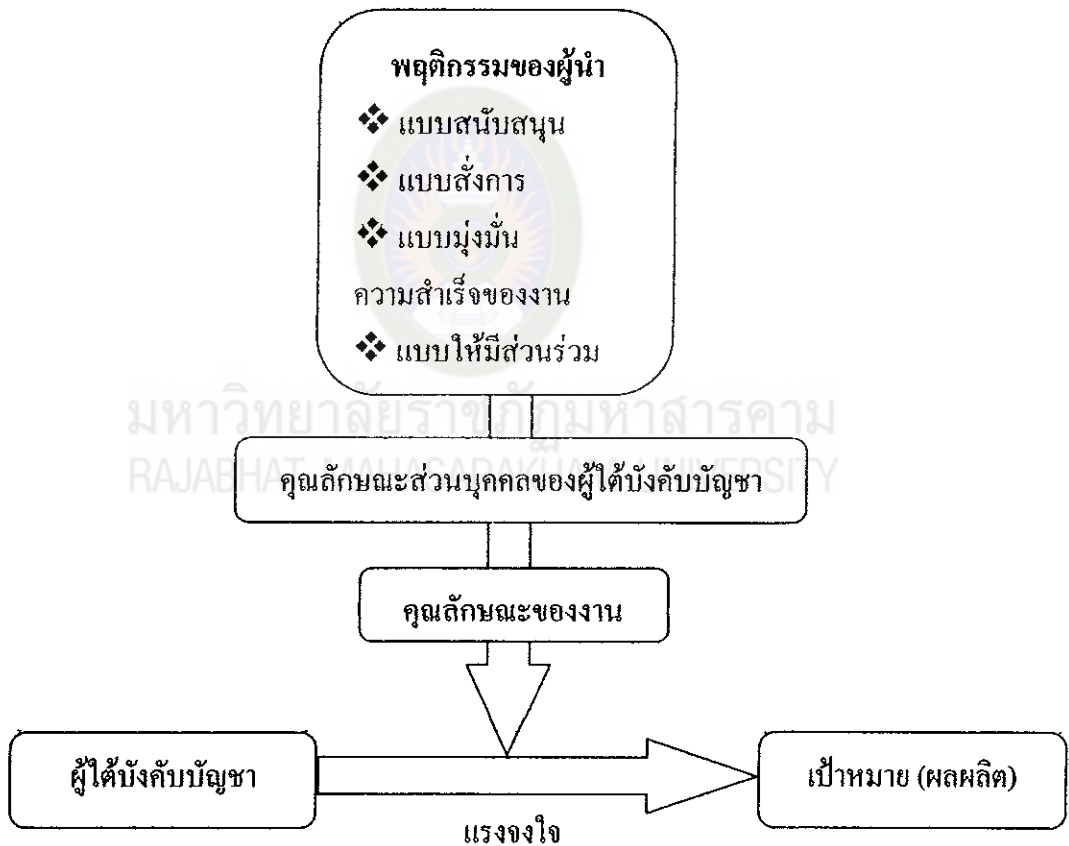 พฤติกรรมของผู้นำ
❖ แบบสนับสนุน
❖ แบบสั่งการ
❖ แบบมุ่งมั่น
ความสำเร็จของงาน
❖ แบบให้มีส่วนร่วม
มหาวิทยาลัยราชภัฏมหาสารคาม
RAJABHAT MAHASARAKHAM UNIVERSITY
คุณลักษณะส่วนบุคคลของผู้ใต้บังคับบัญชา
คุณลักษณะของงาน
ผู้ใต้บังคับบัญชา
เป้าหมาย (ผลผลิต)
แรงจูงใจ